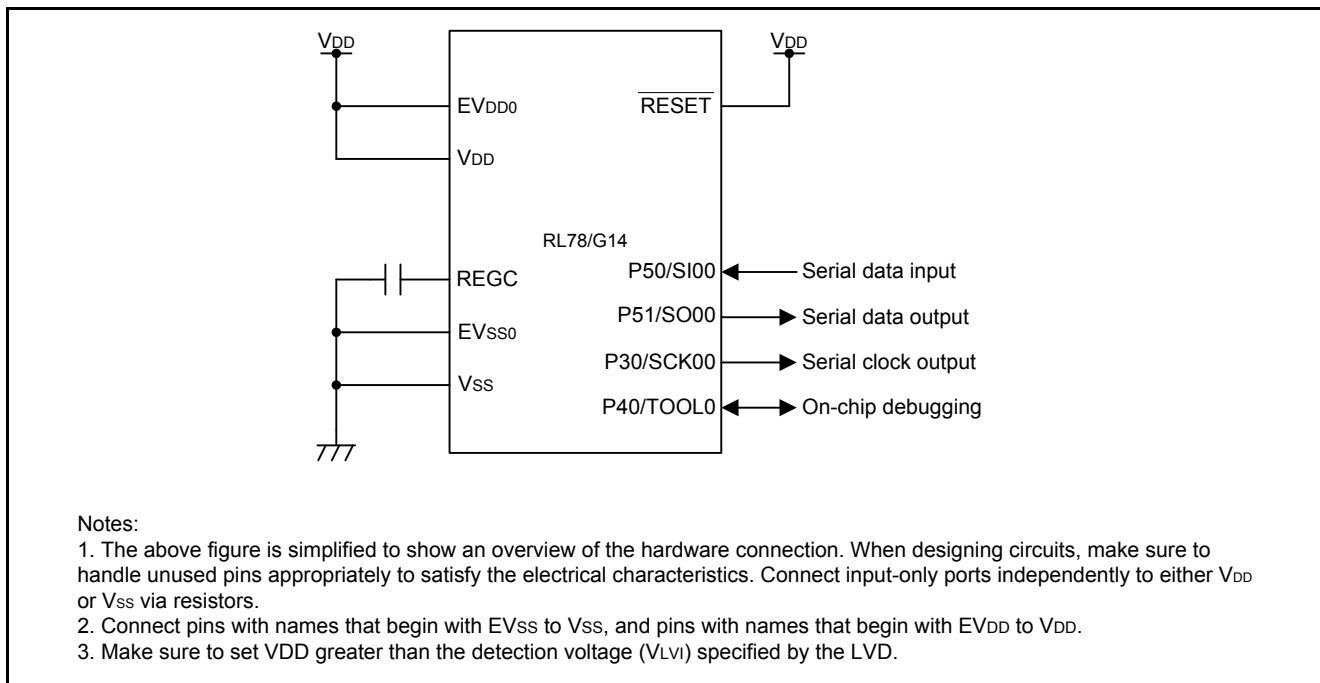 VDD
VDD
EVDD0
RESET
VDD
RL78/G14
P50/SI00
Serial data input
REGC
P51/SO00
Serial data output
EVSS0
P30/SCK00
Serial clock output
VSS
P40/TOOL0
On-chip debugging
Notes:
1. The above figure is simplified to show an overview of the hardware connection. When designing circuits, make sure to
handle unused pins appropriately to satisfy the electrical characteristics. Connect input-only ports independently to either VDD
or VSS via resistors.
2. Connect pins with names that begin with EVSS to VSS, and pins with names that begin with EVDD to VDD.
3. Make sure to set VDD greater than the detection voltage (VLVI) specified by the LVD.